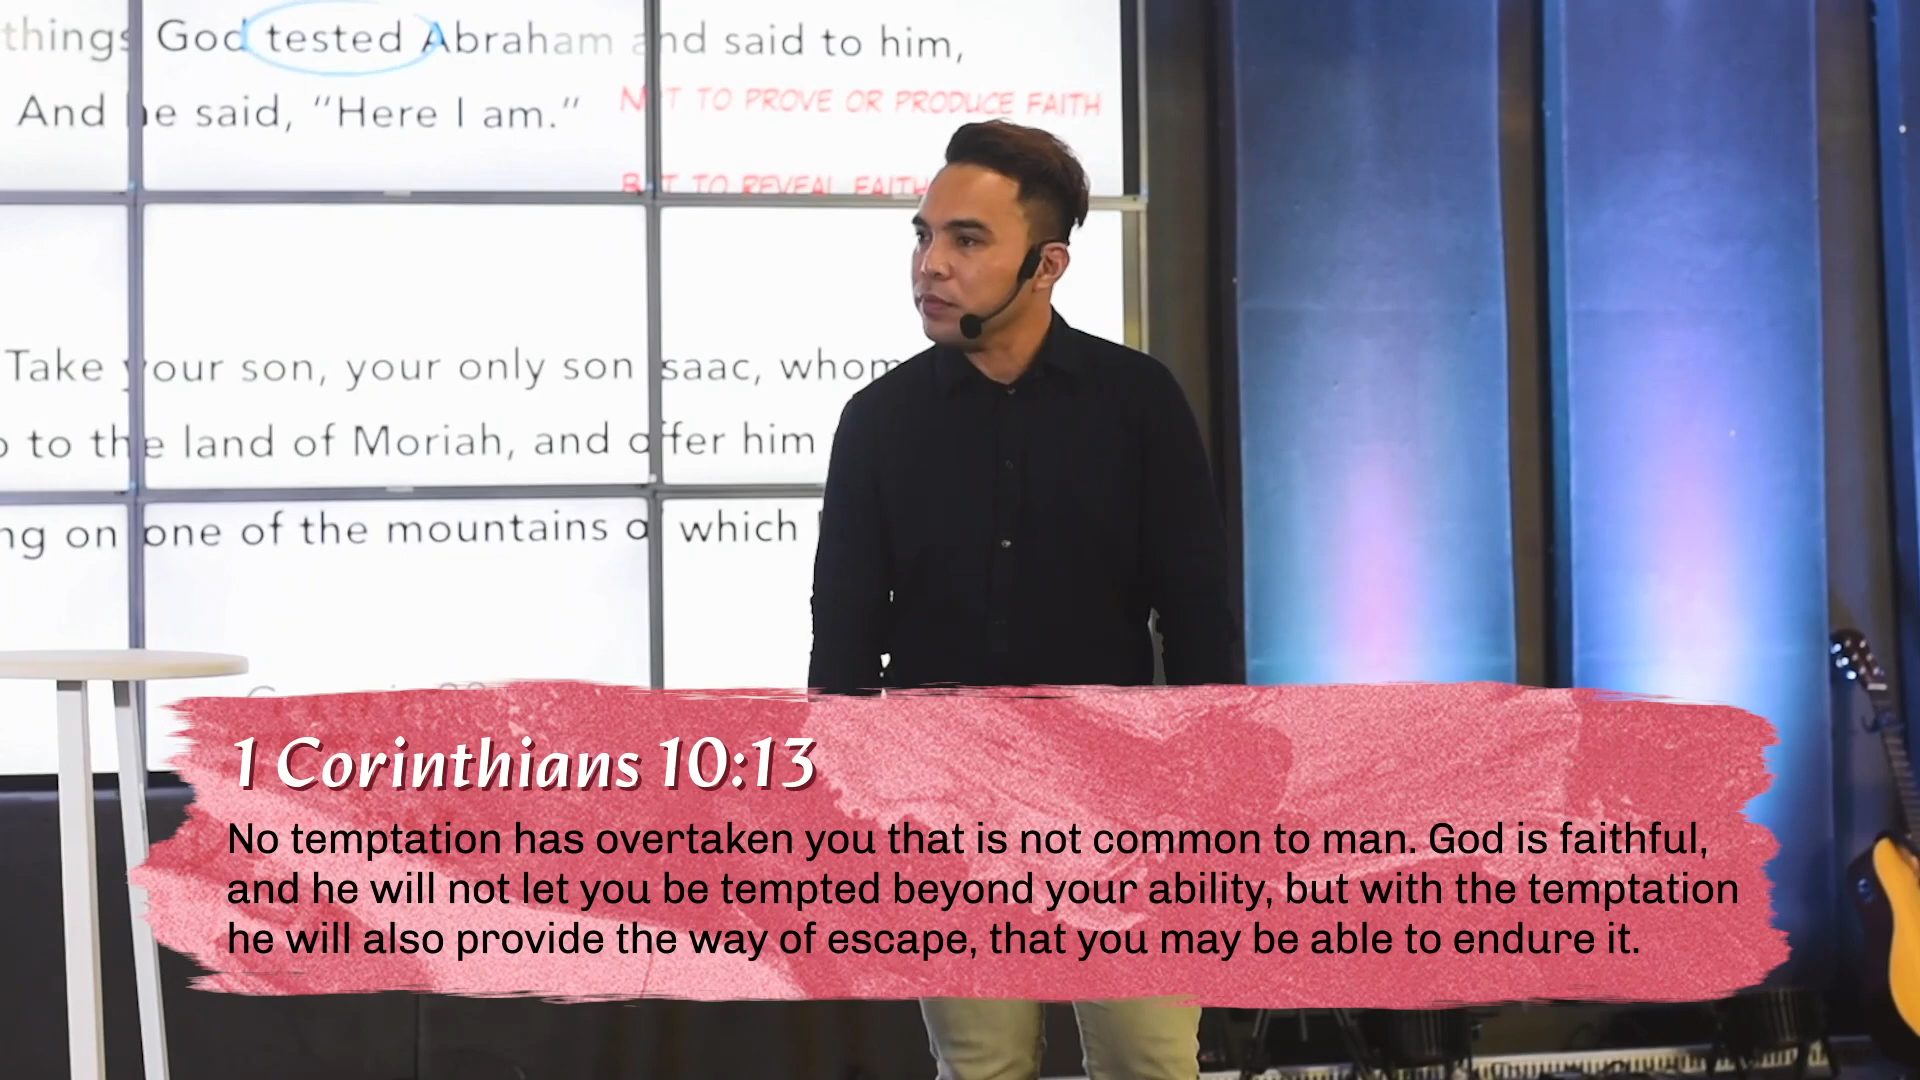 things God tested Abraham and said to him,
And he said, “Here I am.”
NOT TO PROVE OR PRODUCE FAITH
BUT TO REVEAL FAITH
Take your son, your only son Isaac, whom
to the land of Moriah, and offer him
on one of the mountains of which
1 Corinthians 10:13
No temptation has overtaken you that is not common to man. God is faithful,
and he will not let you be tempted beyond your ability, but with the temptation
he will also provide the way of escape, that you may be able to endure it.